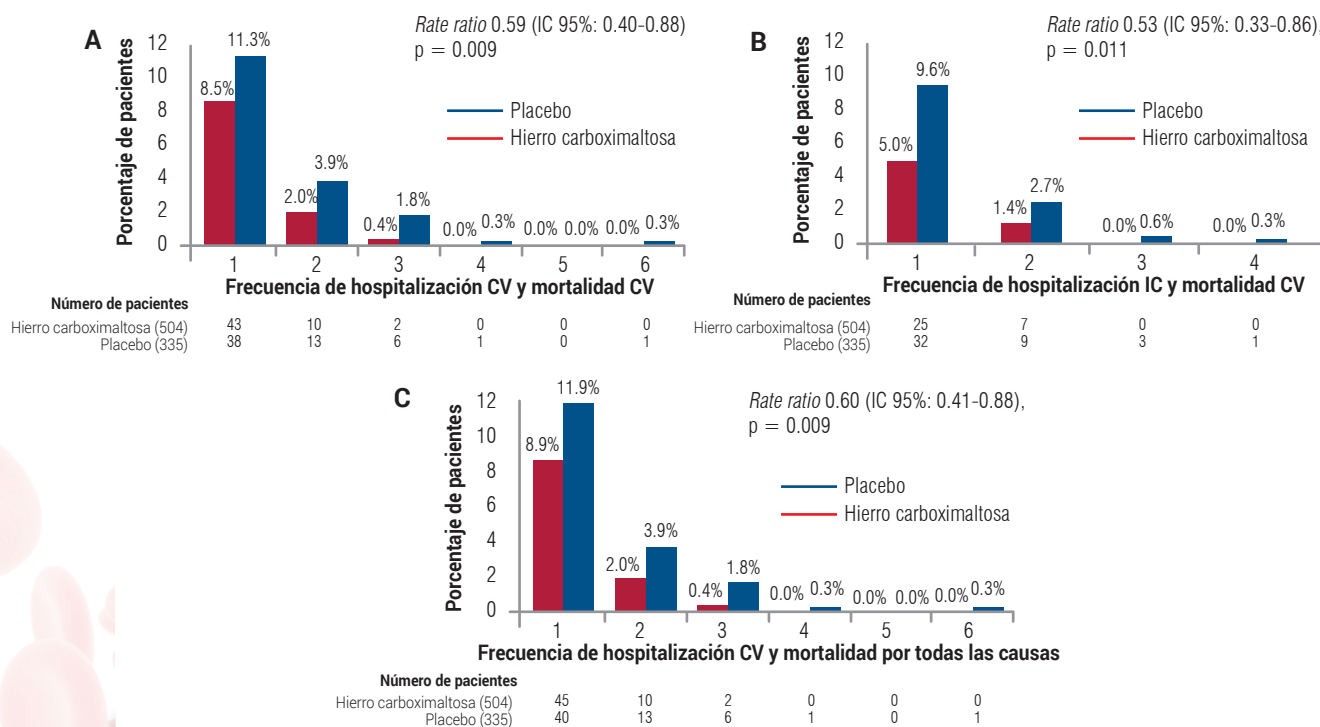 A
Rate ratio 0.59 (IC 95%: 0.40-0.88)
p = 0.009
Porcentaje de pacientes
12
10
8
6
4
2
0
8.5% 11.3%
2.0% 3.9%
0.4% 1.8%
0.0% 0.3%
0.0% 0.0%
0.0% 0.3%
Placebo
Hierro carboximaltosa
1 2 3 4 5 6
Frecuencia de hospitalización CV y mortalidad CV
Número de pacientes
Hierro carboximaltosa (504) 43 10 2 0 0 0
Placebo (335) 38 13 6 1 0 1
B
Rate ratio 0.53 (IC 95%: 0.33-0.86),
p = 0.011
Porcentaje de pacientes
12
10
8
6
4
2
0
5.0% 9.6%
1.4% 2.7%
0.0% 0.6%
0.0% 0.3%
Placebo
Hierro carboximaltosa
1 2 3 4
Frecuencia de hospitalización IC y mortalidad CV
Número de pacientes
Hierro carboximaltosa (504) 25 7 0 0
Placebo (335) 32 9 3 1
C
Rate ratio 0.60 (IC 95%: 0.41-0.88),
p = 0.009
Porcentaje de pacientes
12
10
8
6
4
2
0
8.9% 11.9%
2.0% 3.9%
0.4% 1.8%
0.0% 0.3%
0.0% 0.0%
0.0% 0.3%
Placebo
Hierro carboximaltosa
1 2 3 4 5 6
Frecuencia de hospitalización CV y mortalidad por todas las causas
Número de pacientes
Hierro carboximaltosa (504) 45 10 2 0 0 0
Placebo (335) 40 13 6 1 0 1